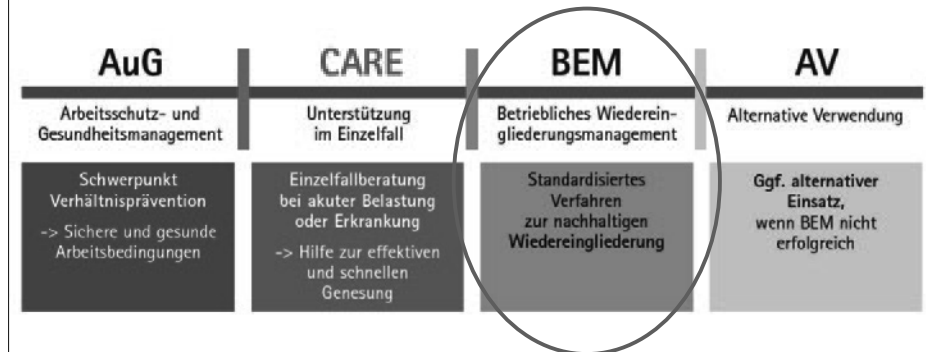 AuG
Arbeitsschutz- und
Gesundheitsmanagement
Schwerpunkt
Verhältnisprävention
-> Sichere und gesunde
Arbeitsbedingungen
CARE
Unterstützung
im Einzelfall
Einzelfallberatung
bei akuter Belastung
oder Erkrankung
-> Hilfe zur effektiven
und schnellen
Genesung
BEM
Betriebliches Wiederein-
gliederungsmanagement
Standardisiertes
Verfahren
zur nachhaltigen
Wiedereingliederung
AV
Alternative Verwendung
Ggf. alternativer
Einsatz,
wenn BEM nicht
erfolgreich